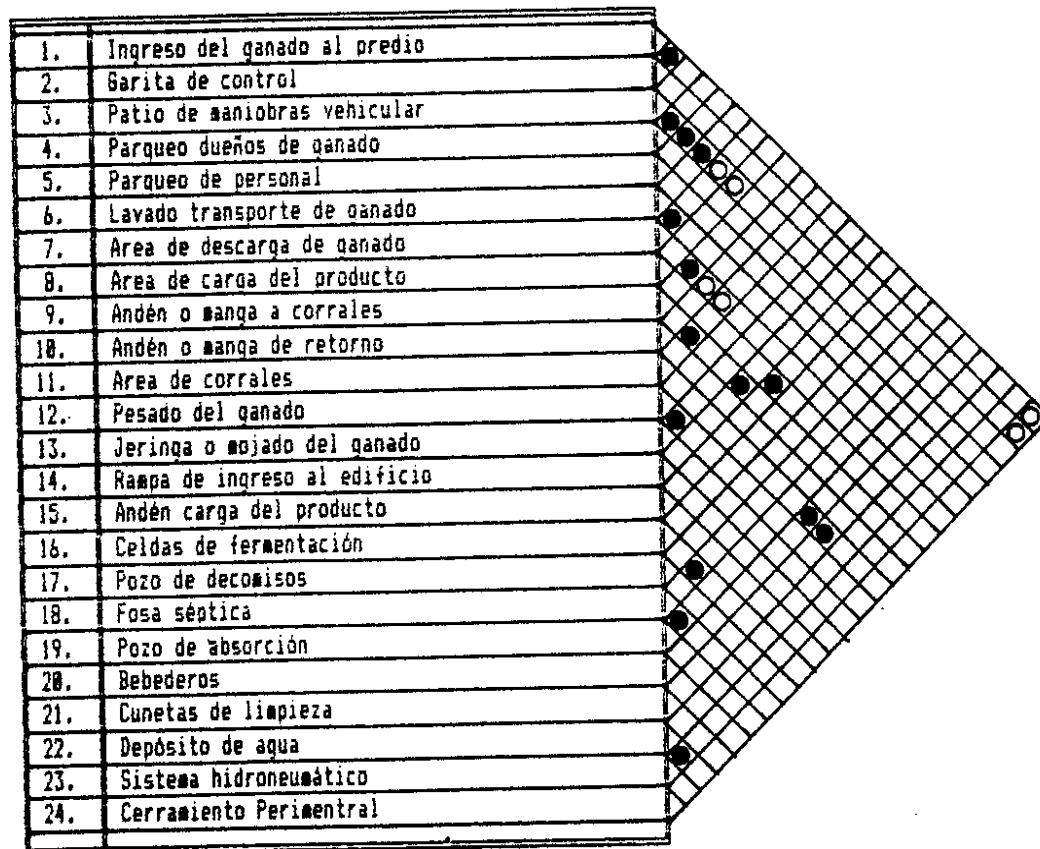 1. Ingreso del ganado al predio
2. Garita de control
3. Patio de maniobras vehicular
4. Parqueo dueños de ganado
5. Parqueo de personal
6. Lavado transporte de ganado
7. Area de descarga de ganado
8. Area de carga del producto
9. Andén o manga a corrales
10. Andén o manga de retorno
11. Area de corrales
12. Pesado del ganado
13. Jeringa o mojado del ganado
14. Rampa de ingreso al edificio
15. Andén carga del producto
16. Celdas de fermentación
17. Pozo de decomisos
18. Fosa séptica
19. Pozo de absorción
20. Bebederos
21. Cunetas de limpieza
22. Depósito de agua
23. Sistema hidroneumático
24. Cerramiento Perimentral